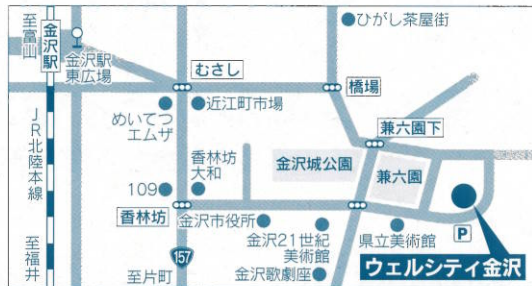 至富山
金沢駅
金沢駅
東広場
JR北陸本線
至福井
ひがし茶屋街
むさし
橋場
近江町市場
めいてつ
エムザ
兼六園下
香林坊
大和
金沢城公園
兼六園
109
香林坊
金沢市役所
金沢21世紀
美術館
県立美術館
P
157
至片町
金沢歌劇座
ウェルシティ金沢